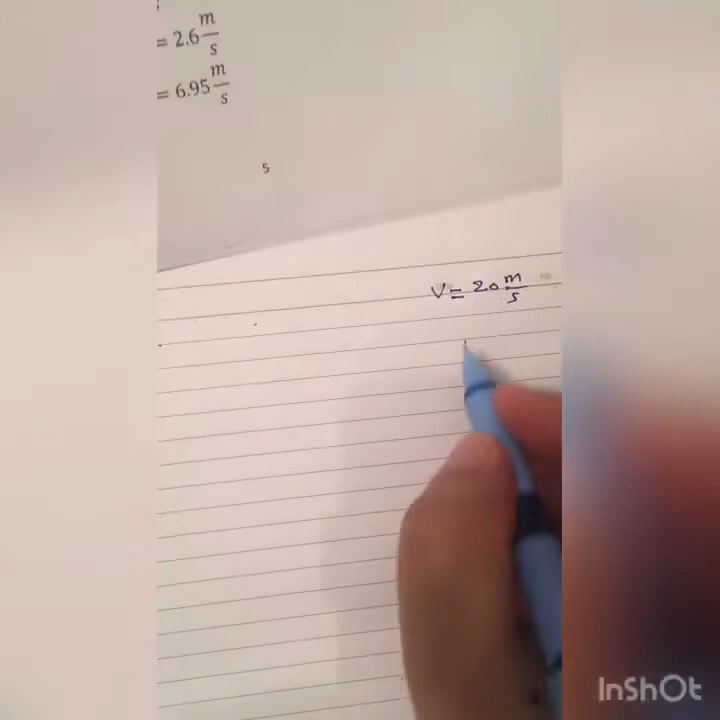 = 2.6 m/s
= 6.95 m/s
5
V = 20 m/s
InShOt